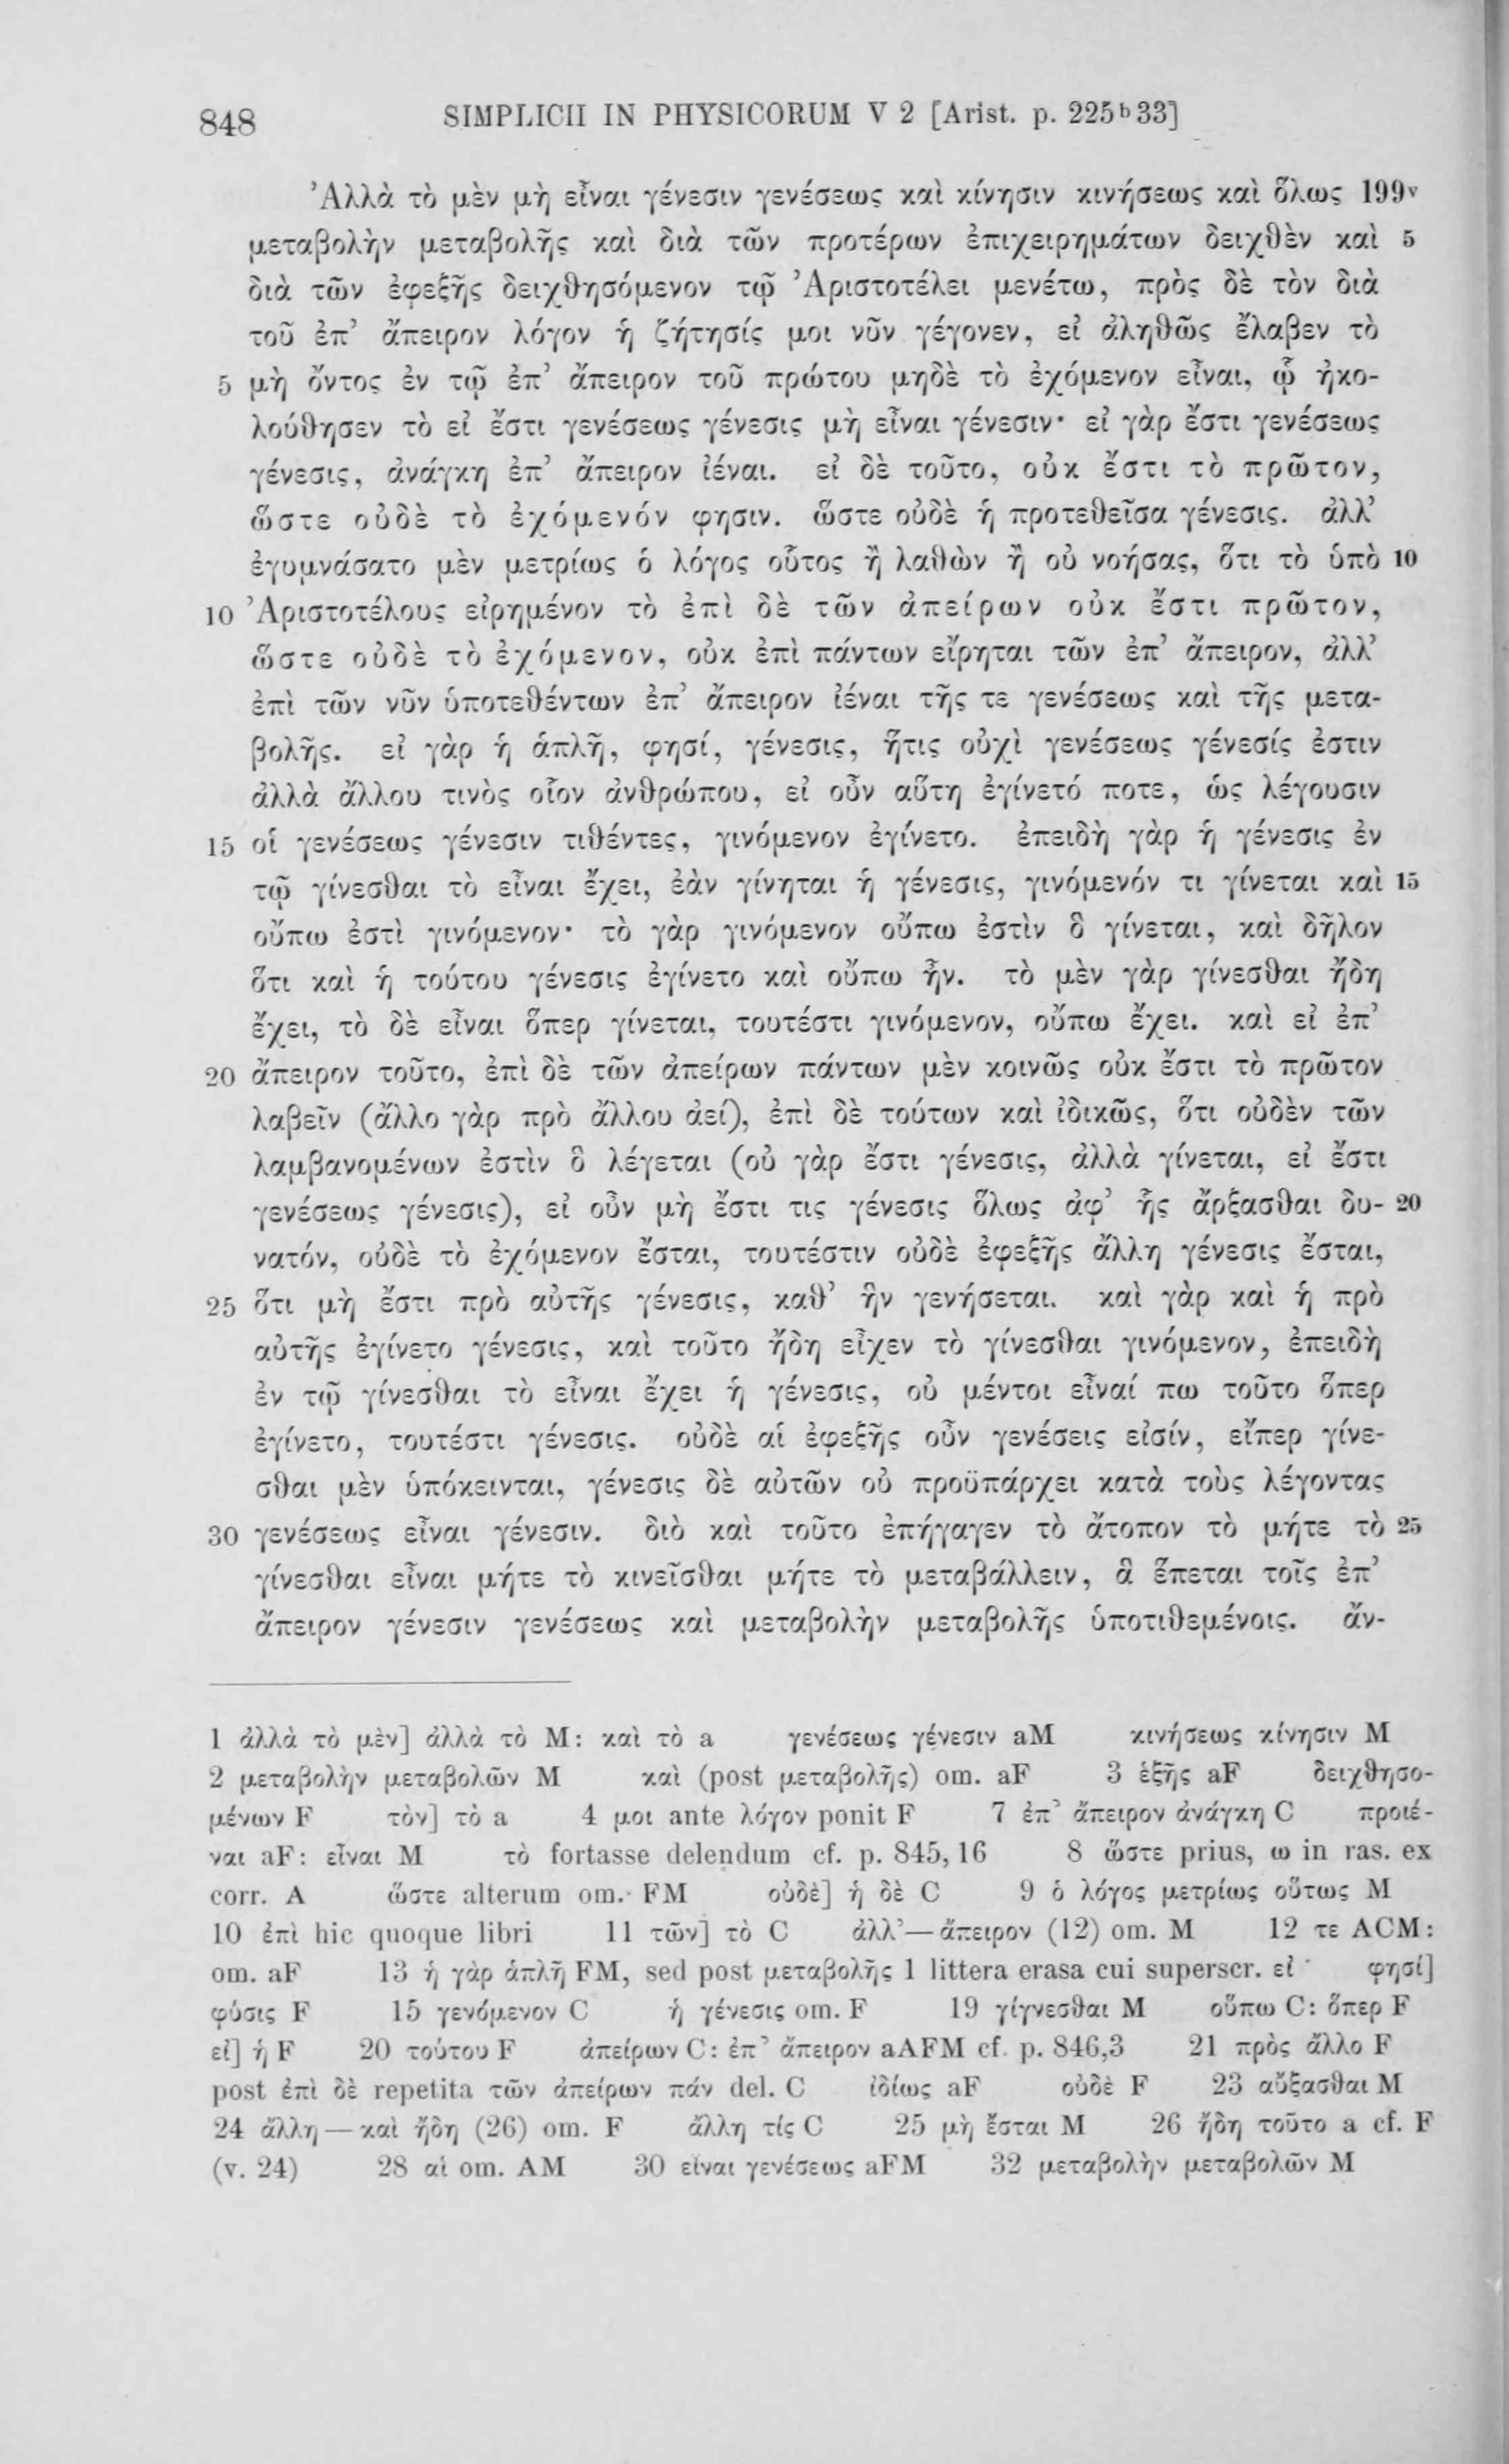 848 SIMPLICII IN PHYSICORUM V 2 [Arist. p. 225ᵇ33]
Ἀλλὰ τὸ μὲν μὴ εἶναι γένεσιν γενέσεως καὶ κίνησιν κινήσεως καὶ ὅλως 199ᵛ
μεταβολὴν μεταβολῆς καὶ διὰ τῶν προτέρων ἐπιχειρημάτων δειχθὲν καὶ 5
διὰ τῶν ἐφεξῆς δειχθησόμενον τῷ Ἀριστοτέλει μενέτω, πρὸς δὲ τὸν διὰ
τοῦ ἐπ’ ἄπειρον λόγον ἡ ζήτησίς μοι νῦν γέγονεν, εἰ ἀληθῶς ἔλαβεν τὸ
5 μὴ ὄντος ἐν τῷ ἐπ’ ἄπειρον τοῦ πρώτου μηδὲ τὸ ἐχόμενον εἶναι, ᾧ ἠκο-
λούθησεν τὸ εἰ ἔστι γενέσεως γένεσις μὴ εἶναι γένεσιν· εἰ γὰρ ἔστι γενέσεως
γένεσις, ἀνάγκη ἐπ’ ἄπειρον ἰέναι. εἰ δὲ τοῦτο, οὐκ ἔστι τὸ πρῶτον,
ὥστε οὐδὲ τὸ ἐχόμενόν φησιν. ὥστε οὐδὲ ἡ προτεθεῖσα γένεσις. ἀλλ’
ἐγυμνάσατο μὲν μετρίως ὁ λόγος οὗτος ἢ λαθὼν ἢ οὐ νοήσας, ὅτι τὸ ὑπὸ 10
10 Ἀριστοτέλους εἰρημένον τὸ ἐπὶ δὲ τῶν ἀπείρων οὐκ ἔστι πρῶτον,
ὥστε οὐδὲ τὸ ἐχόμενον, οὐκ ἐπὶ πάντων εἴρηται τῶν ἐπ’ ἄπειρον, ἀλλ’
ἐπὶ τῶν νῦν ὑποτεθέντων ἐπ’ ἄπειρον ἰέναι τῆς τε γενέσεως καὶ τῆς μετα-
βολῆς. εἰ γὰρ ἡ ἁπλῆ, φησί, γένεσις, ἥτις οὐχὶ γενέσεως γένεσίς ἐστιν
ἀλλὰ ἄλλου τινὸς οἷον ἀνθρώπου, εἰ οὖν αὕτη ἐγίνετό ποτε, ὡς λέγουσιν
15 οἱ γενέσεως γένεσιν τιθέντες, γινόμενον ἐγίνετο. ἐπειδὴ γὰρ ἡ γένεσις ἐν
τῷ γίνεσθαι τὸ εἶναι ἔχει, ἐὰν γίνηται ἡ γένεσις, γινόμενόν τι γίνεται καὶ 15
οὔπω ἐστὶ γινόμενον· τὸ γὰρ γινόμενον οὔπω ἐστὶν ὃ γίνεται, καὶ δῆλον
ὅτι καὶ ἡ τούτου γένεσις ἐγίνετο καὶ οὔπω ἦν. τὸ μὲν γὰρ γίνεσθαι ἤδη
ἔχει, τὸ δὲ εἶναι ὅπερ γίνεται, τουτέστι γινόμενον, οὔπω ἔχει. καὶ εἰ ἐπ’
20 ἄπειρον τοῦτο, ἐπὶ δὲ τῶν ἀπείρων πάντων μὲν κοινῶς οὐκ ἔστι τὸ πρῶτον
λαβεῖν (ἄλλο γὰρ πρὸ ἄλλου ἀεί), ἐπὶ δὲ τούτων καὶ ἰδικῶς, ὅτι οὐδὲν τῶν
λαμβανομένων ἐστὶν ὃ λέγεται (οὐ γὰρ ἔστι γένεσις, ἀλλὰ γίνεται, εἰ ἔστι
γενέσεως γένεσις), εἰ οὖν μὴ ἔστι τις γένεσις ὅλως ἀφ’ ἧς ἄρξασθαι δυ- 20
νατόν, οὐδὲ τὸ ἐχόμενον ἔσται, τουτέστιν οὐδὲ ἐφεξῆς ἄλλη γένεσις ἔσται,
25 ὅτι μὴ ἔστι πρὸ αὐτῆς γένεσις, καθ’ ἣν γενήσεται. καὶ γὰρ καὶ ἡ πρὸ
αὐτῆς ἐγίνετο γένεσις, καὶ τοῦτο ἤδη εἶχεν τὸ γίνεσθαι γινόμενον, ἐπειδὴ
ἐν τῷ γίνεσθαι τὸ εἶναι ἔχει ἡ γένεσις, οὐ μέντοι εἶναί πω τοῦτο ὅπερ
ἐγίνετο, τουτέστι γένεσις. οὐδὲ αἱ ἐφεξῆς οὖν γενέσεις εἰσίν, εἴπερ γίνε-
σθαι μὲν ὑπόκεινται, γένεσις δὲ αὐτῶν οὐ προϋπάρχει κατὰ τοὺς λέγοντας
30 γενέσεως εἶναι γένεσιν. διὸ καὶ τοῦτο ἐπήγαγεν τὸ ἄτοπον τὸ μήτε τὸ 25
γίνεσθαι εἶναι μήτε τὸ κινεῖσθαι μήτε τὸ μεταβάλλειν, ἃ ἕπεται τοῖς ἐπ’
ἄπειρον γένεσιν γενέσεως καὶ μεταβολὴν μεταβολῆς ὑποτιθεμένοις. ἄν-
1 ἀλλὰ τὸ μὲν] ἀλλὰ τὸ M: καὶ τὸ a γενέσεως γένεσιν aM κινήσεως κίνησιν M
2 μεταβολὴν μεταβολῶν M καὶ (post μεταβολῆς) om. aF 3 ἑξῆς aF δειχθησο-
μένων F τὸν] τὸ a 4 μοι ante λόγον ponit F 7 ἐπ’ ἄπειρον ἀνάγκη C προϊέ-
ναι aF: εἶναι M τὸ fortasse delendum cf. p. 845, 16 8 ὥστε prius, ω in ras. ex
corr. A ὥστε alterum om. FM οὐδὲ] ἡ δὲ C 9 ὁ λόγος μετρίως οὕτως M
10 ἐπὶ hic quoque libri 11 τῶν] τὸ C ἀλλ’—ἄπειρον (12) om. M 12 τε ACM:
om. aF 13 ἡ γὰρ ἁπλῆ FM, sed post μεταβολῆς 1 littera erasa cui superscr. εἰ φησί]
φύσις F 15 γενόμενον C ἡ γένεσις om. F 19 γίγνεσθαι M οὔπω C: ὅπερ F
εἰ] ἡ F 20 τούτου F ἀπείρων C: ἐπ’ ἄπειρον aAFM cf. p. 846,3 21 πρὸς ἄλλο F
post ἐπὶ δὲ repetita τῶν ἀπείρων πάν del. C ἰδίως aF οὐδὲ F 23 αὔξασθαι M
24 ἄλλη—καὶ ἤδη (26) om. F ἄλλη τίς C 25 μὴ ἔσται M 26 ἤδη τοῦτο a cf. F
(v. 24) 28 αἱ om. AM 30 εἶναι γενέσεως aFM 32 μεταβολὴν μεταβολῶν M